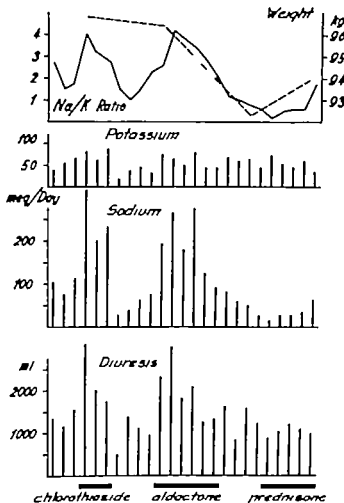 Weight
kg
4
96
3
95
2
94
1
93
Na/K Ratio
Potassium
100
50
meq/Day
Sodium
200
100
ml
Diuresis
2000
1000
chlorothiazide aldactone prednisone